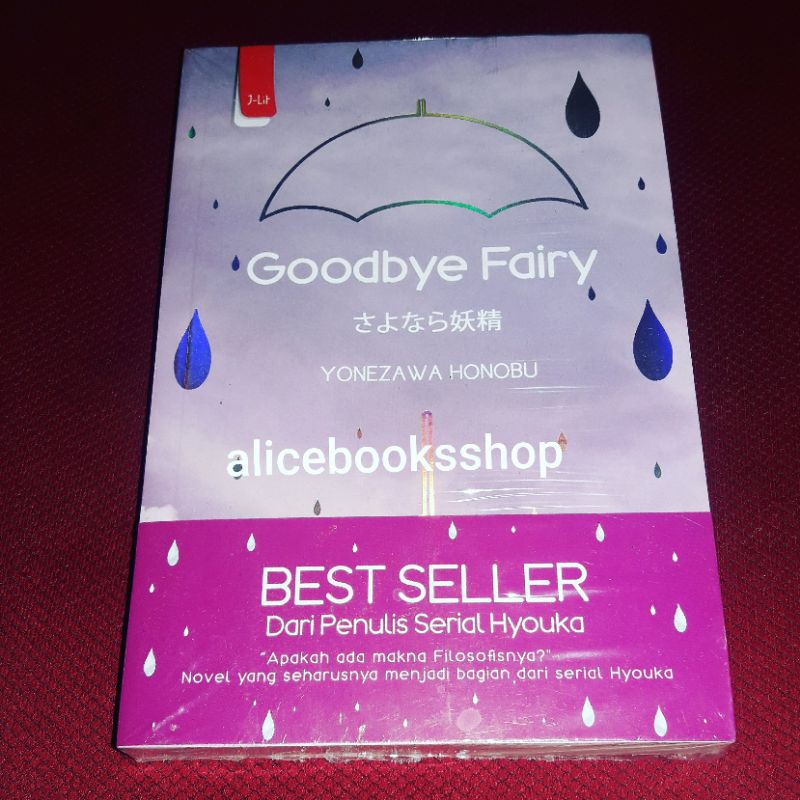 J-Lit
Goodbye Fairy
さよなら妖精
YONEZAWA HONOBU
alicebooksshop
BEST SELLER
Dari Penulis Serial Hyouka
"Apakah ada makna Filosofisnya?"
Novel yang seharusnya menjadi bagian dari serial Hyouka